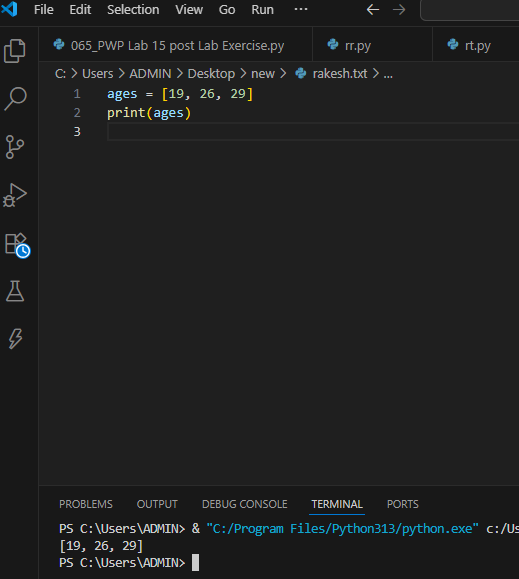 File Edit Selection View Go Run ···
065_PWP Lab 15 post Lab Exercise.py rr.py rt.py
C: > Users > ADMIN > Desktop > new > rakesh.txt > ...
1 ages = [19, 26, 29]
2 print(ages)
3
PROBLEMS OUTPUT DEBUG CONSOLE TERMINAL PORTS
PS C:\Users\ADMIN> & "C:/Program Files/Python313/python.exe" c:/Us
[19, 26, 29]
PS C:\Users\ADMIN>